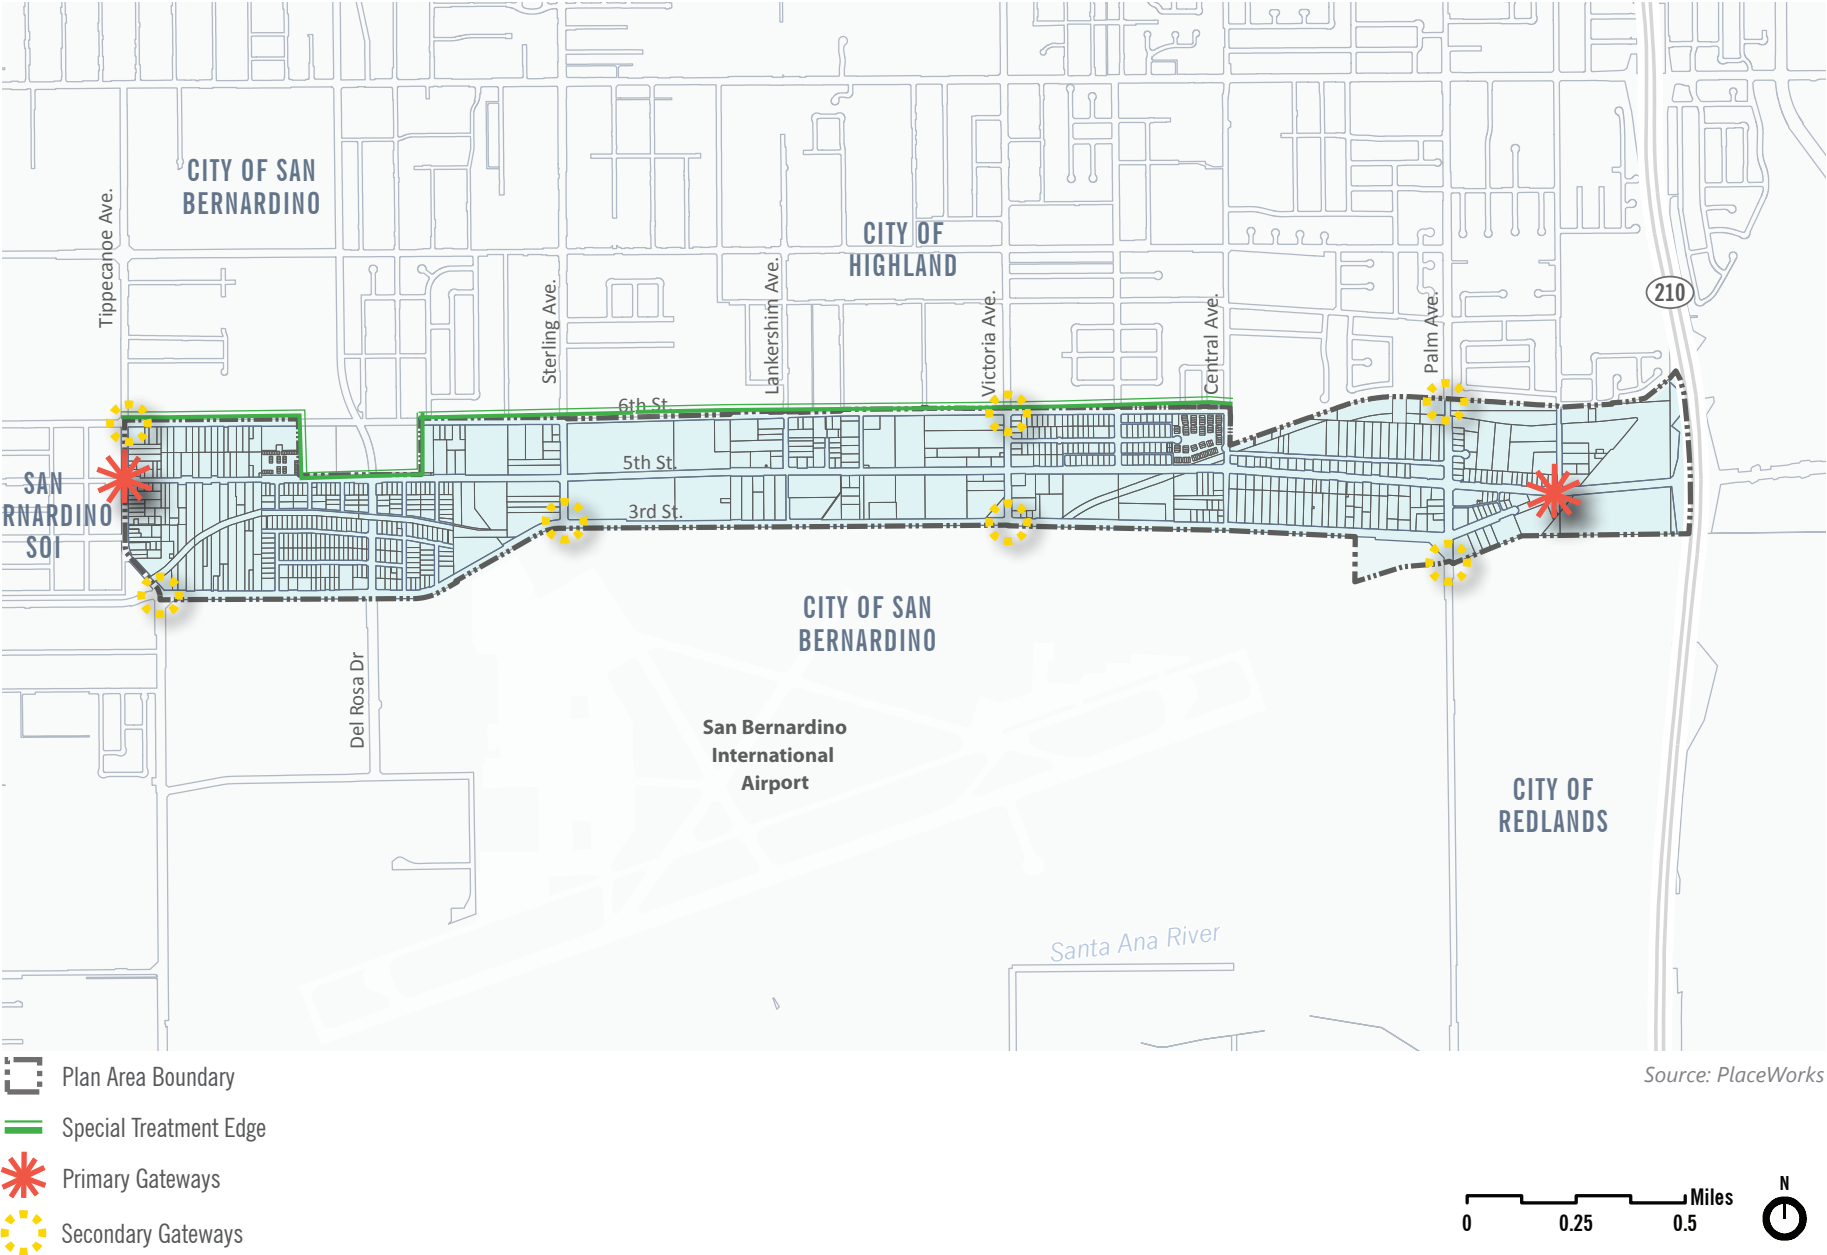 CITY OF SAN
BERNARDINO
Tippecanoe Ave.
CITY OF
HIGHLAND
Sterling Ave.
Lankershim Ave.
Victoria Ave.
Central Ave.
Palm Ave.
210
6th St.
5th St.
3rd St.
SAN
RNARDINO
SOI
CITY OF SAN
BERNARDINO
Del Rosa Dr
San Bernardino
International
Airport
CITY OF
REDLANDS
Santa Ana River
Plan Area Boundary
Source: PlaceWorks
Special Treatment Edge
Primary Gateways
Secondary Gateways
Miles
0
0.25
0.5
N